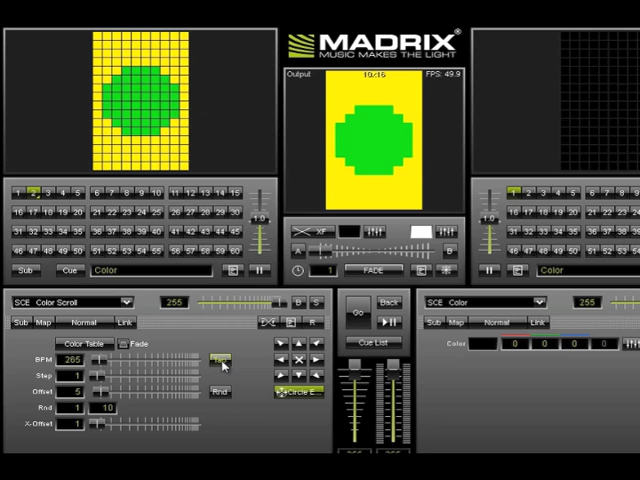 MADRIX®
MUSIC MAKES THE LIGHT
Output 10x16 FPS: 49.9
1 2 3 4 5 6 7 8 9 10 11 12 13 14 15
16 17 18 19 20 21 22 23 24 25 26 27 28 29 30
31 32 33 34 35 36 37 38 39 40 41 42 43 44 45
46 47 48 49 50 51 52 53 54 55 56 57 58 59 60
1.0
Sub Cue Color
XF
A B
1 FADE
1 2 3 4 5 6 7 8 9
16 17 18 19 20 21 22 23 24
31 32 33 34 35 36 37 38 39
46 47 48 49 50 51 52 53
1.0
Color
SCE Color Scroll 255 B S
Sub Map Normal Link R
Color Table Fade
BPM 265
Step 1
Offset 5 Rnd Circle E
Rnd 1 10
X-Offset 1
Go Back
Cue List
255 255
SCE Color 255
Sub Map Normal Link
Color 0 0 0 0